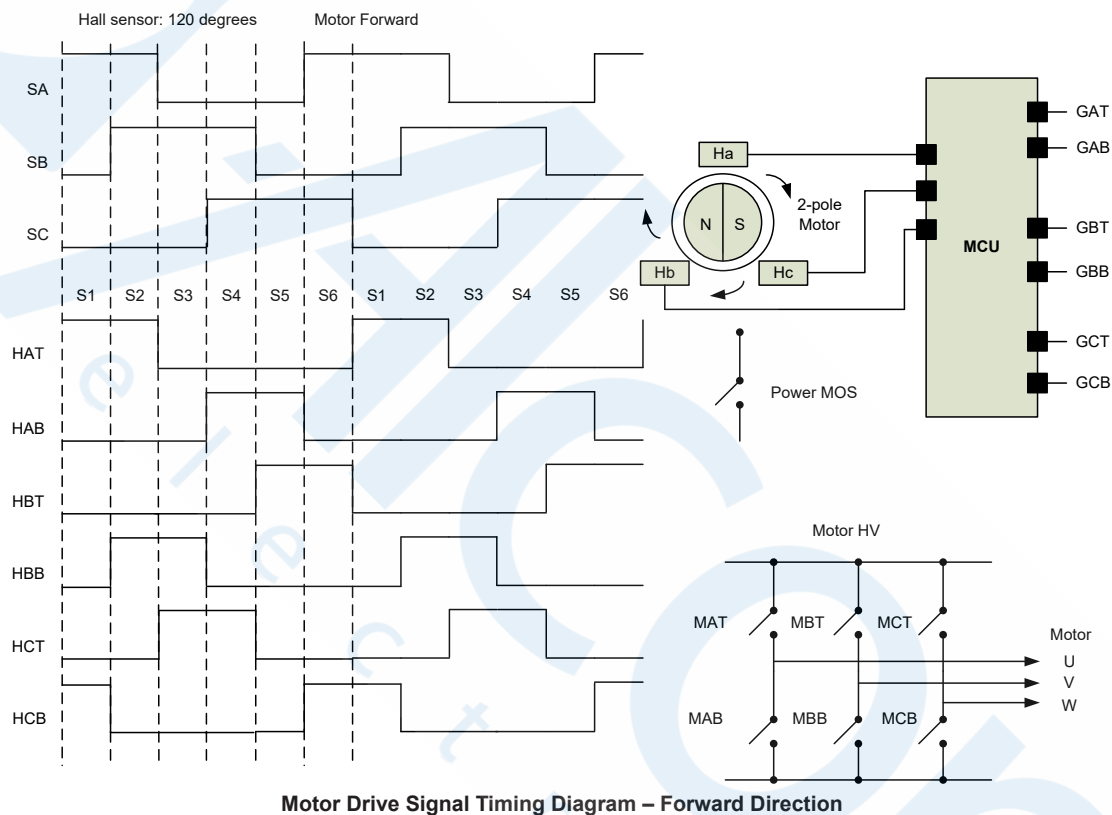 Hall sensor: 120 degrees Motor Forward
SA
SB
SC
S1 S2 S3 S4 S5 S6 S1 S2 S3 S4 S5 S6
HAT
HAB
HBT
HBB
HCT
HCB
Ha
N S
2-pole
Motor
Hb
Hc
MCU
GAT
GAB
GBT
GBB
GCT
GCB
Power MOS
Motor HV
MAT MBT MCT
Motor
U
V
W
MAB MBB MCB
Motor Drive Signal Timing Diagram – Forward Direction